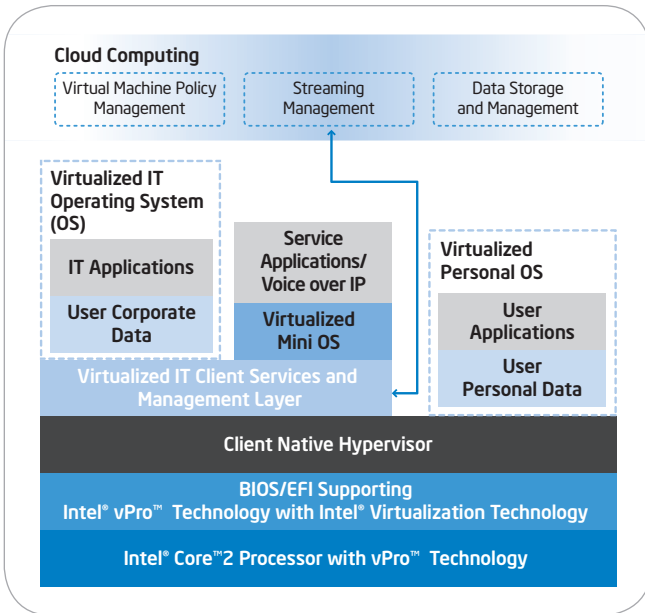 Cloud Computing
Virtual Machine Policy
Management
Streaming
Management
Data Storage
and Management
Virtualized IT
Operating System
(OS)
IT Applications
User Corporate
Data
Service
Applications/
Voice over IP
Virtualized
Mini OS
Virtualized
Personal OS
User
Applications
User
Personal Data
Virtualized IT Client Services and
Management Layer
Client Native Hypervisor
BIOS/EFI Supporting
Intel® vPro™ Technology with Intel® Virtualization Technology
Intel® Core™2 Processor with vPro™ Technology